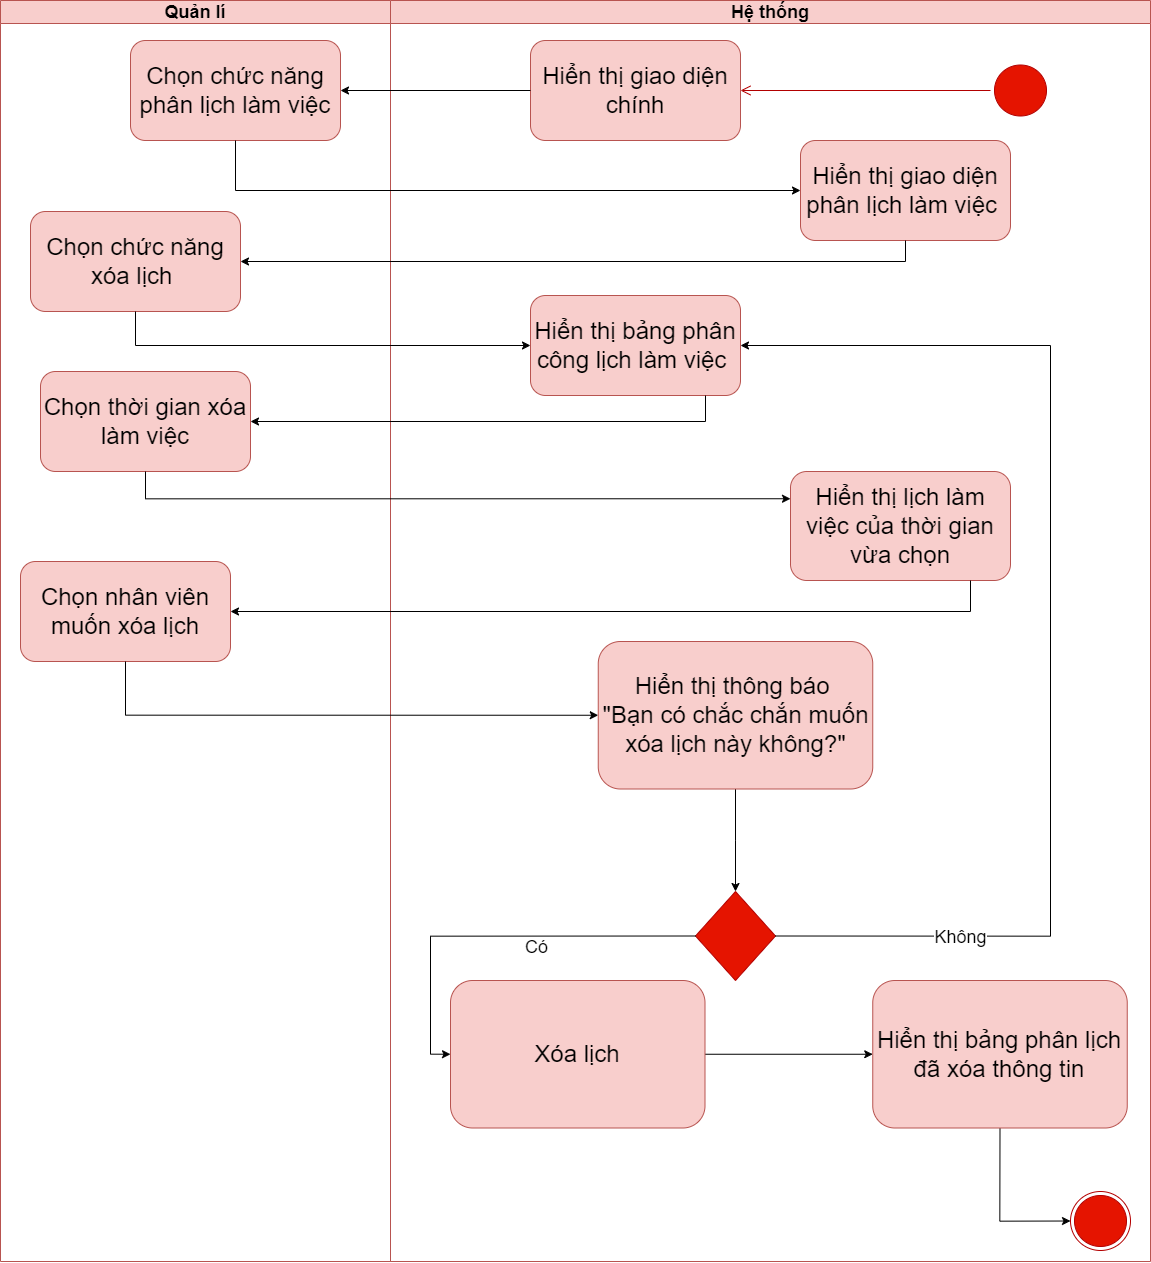 Quản lí
Hệ thống
Chọn chức năng
phân lịch làm việc
Hiển thị giao diện
chính
Hiển thị giao diện
phân lịch làm việc
Chọn chức năng
xóa lịch
Hiển thị bảng phân
công lịch làm việc
Chọn thời gian xóa
làm việc
Hiển thị lịch làm
việc của thời gian
vừa chọn
Chọn nhân viên
muốn xóa lịch
Hiển thị thông báo
"Bạn có chắc chắn muốn
xóa lịch này không?"
Có
Không
Xóa lịch
Hiển thị bảng phân lịch
đã xóa thông tin